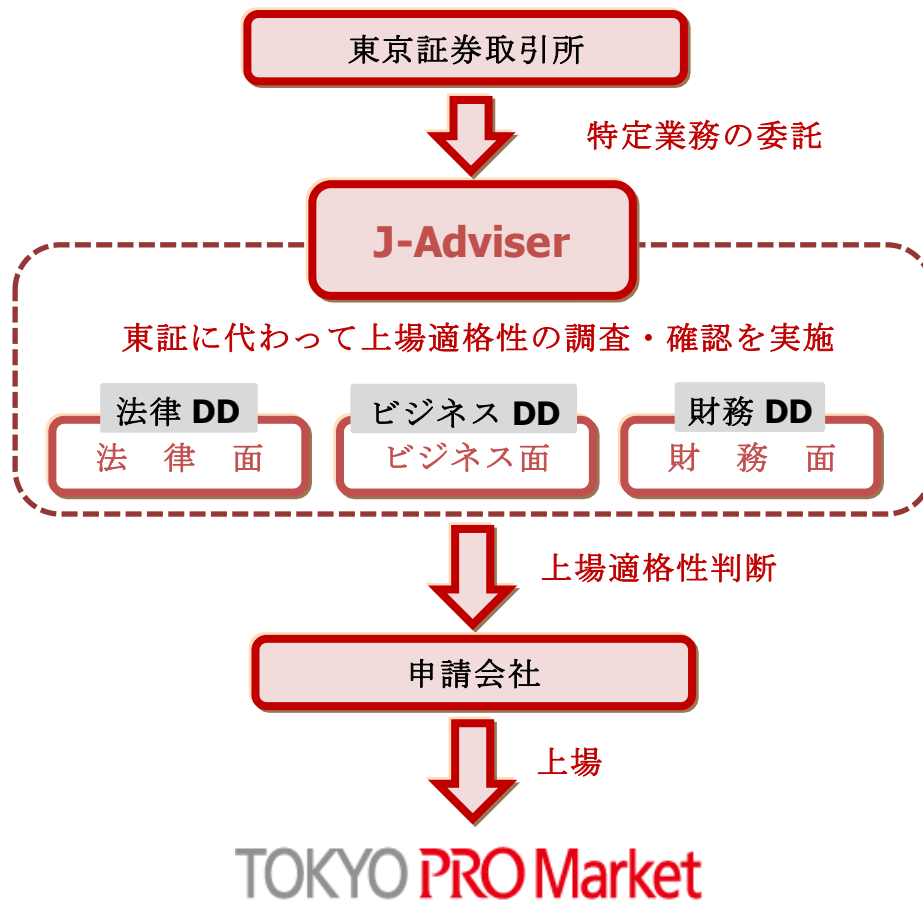 東京証券取引所
特定業務の委託
J-Adviser
東証に代わって上場適格性の調査・確認を実施
法律 DD
ビジネス DD
財務 DD
法 律 面
ビジネス面
財 務 面
上場適格性判断
申請会社
上場
TOKYO PRO Market